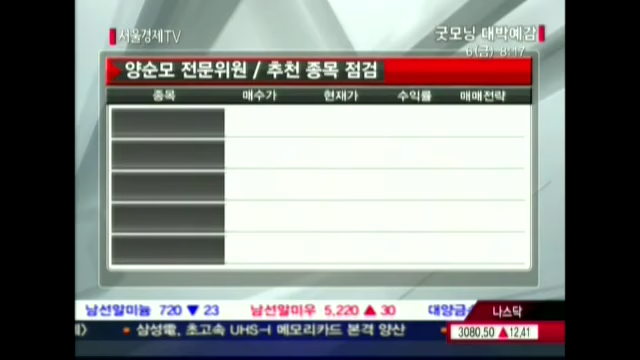 서울경제TV
굿모닝 대박예감
6(금) 8:17
양순모 전문위원 / 추천 종목 점검
종목 매수가 현재가 수익률 매매전략
남선알미늄 720 ▼ 23 남선알미우 5,220 ▲ 30 대양금속 나스닥
• 삼성電, 초고속 UHS-I 메모리카드 본격 양산 • 3080,50 ▲12,41